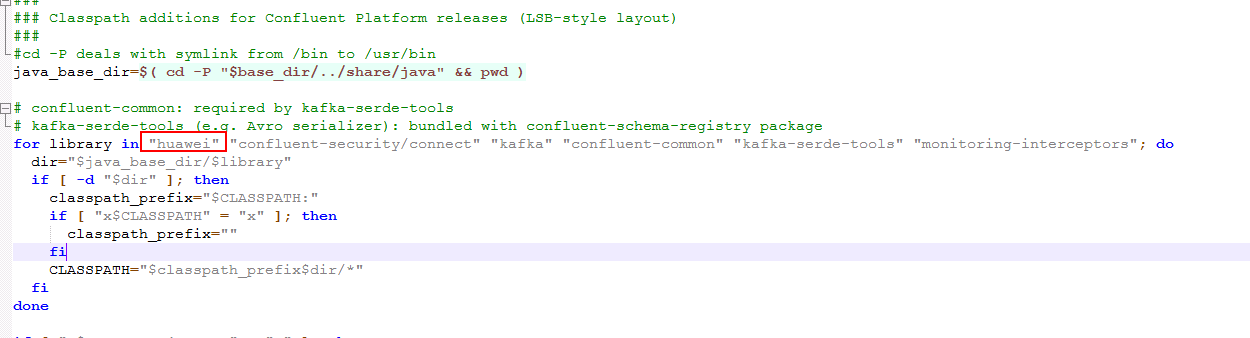 ###
### Classpath additions for Confluent Platform releases (LSB-style layout)
###
#cd -P deals with symlink from /bin to /usr/bin
java_base_dir=$( cd -P "$base_dir/../share/java" && pwd )
# confluent-common: required by kafka-serde-tools
# kafka-serde-tools (e.g. Avro serializer): bundled with confluent-schema-registry package
for library in "huawei" "confluent-security/connect" "kafka" "confluent-common" "kafka-serde-tools" "monitoring-interceptors"; do
dir="$java_base_dir/$library"
if [ -d "$dir" ]; then
classpath_prefix="$CLASSPATH:"
if [ "x$CLASSPATH" = "x" ]; then
classpath_prefix=""
fi
CLASSPATH="$classpath_prefix$dir/*"
fi
done